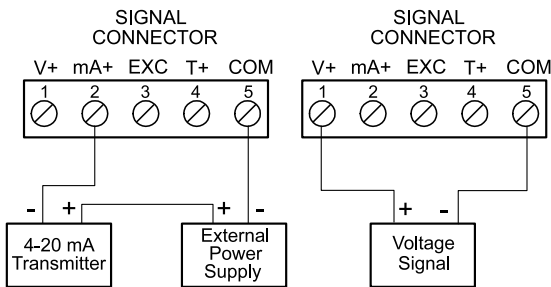 SIGNAL
CONNECTOR
V+ mA+ EXC T+ COM
1 2 3 4 5
- + + -
4-20 mA
Transmitter
External
Power
Supply
SIGNAL
CONNECTOR
V+ mA+ EXC T+ COM
1 2 3 4 5
+ -
Voltage
Signal